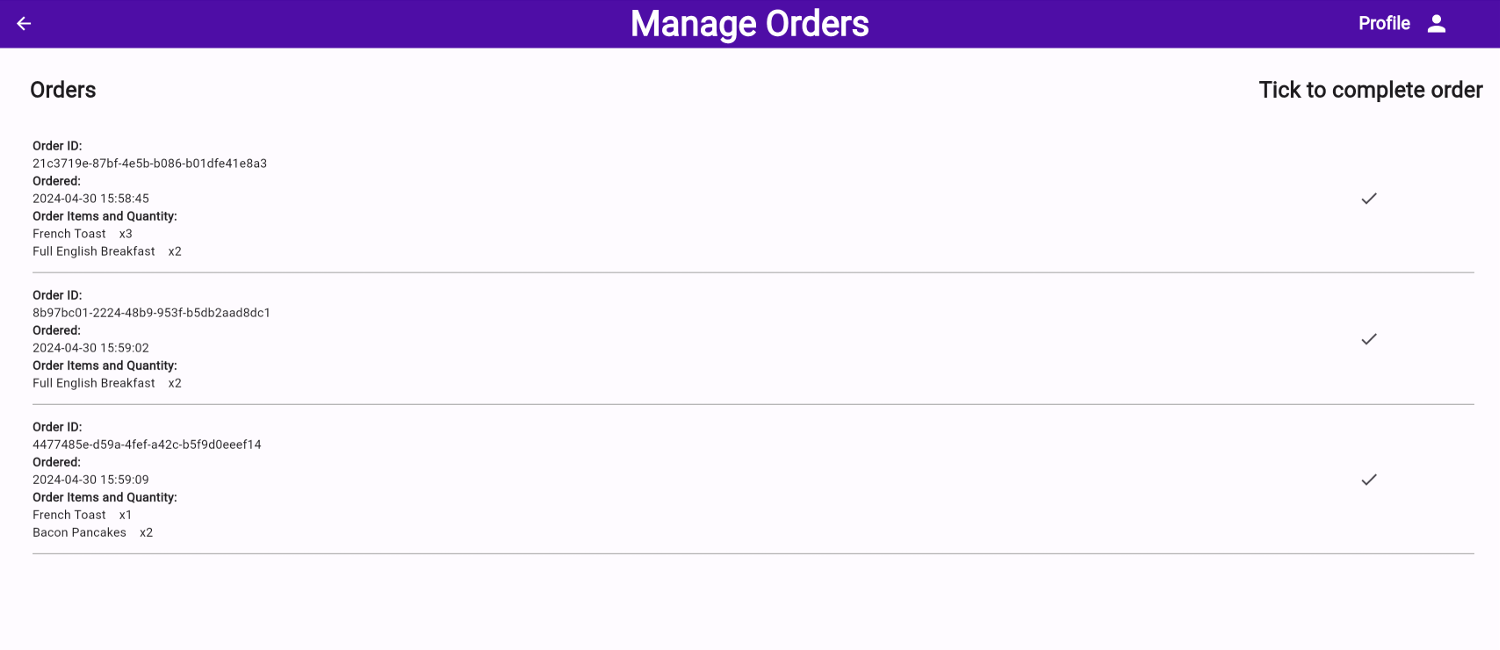 Manage Orders
Profile
Orders
Tick to complete order
Order ID:
21c3719e-87bf-4e5b-b086-b01dfe41e8a3
Ordered:
2024-04-30 15:58:45
Order Items and Quantity:
French Toast x3
Full English Breakfast x2
Order ID:
8b97bc01-2224-48b9-953f-b5db2aad8dc1
Ordered:
2024-04-30 15:59:02
Order Items and Quantity:
Full English Breakfast x2
Order ID:
4477485e-d59a-4fef-a42c-b5f9d0eeef14
Ordered:
2024-04-30 15:59:09
Order Items and Quantity:
French Toast x1
Bacon Pancakes x2